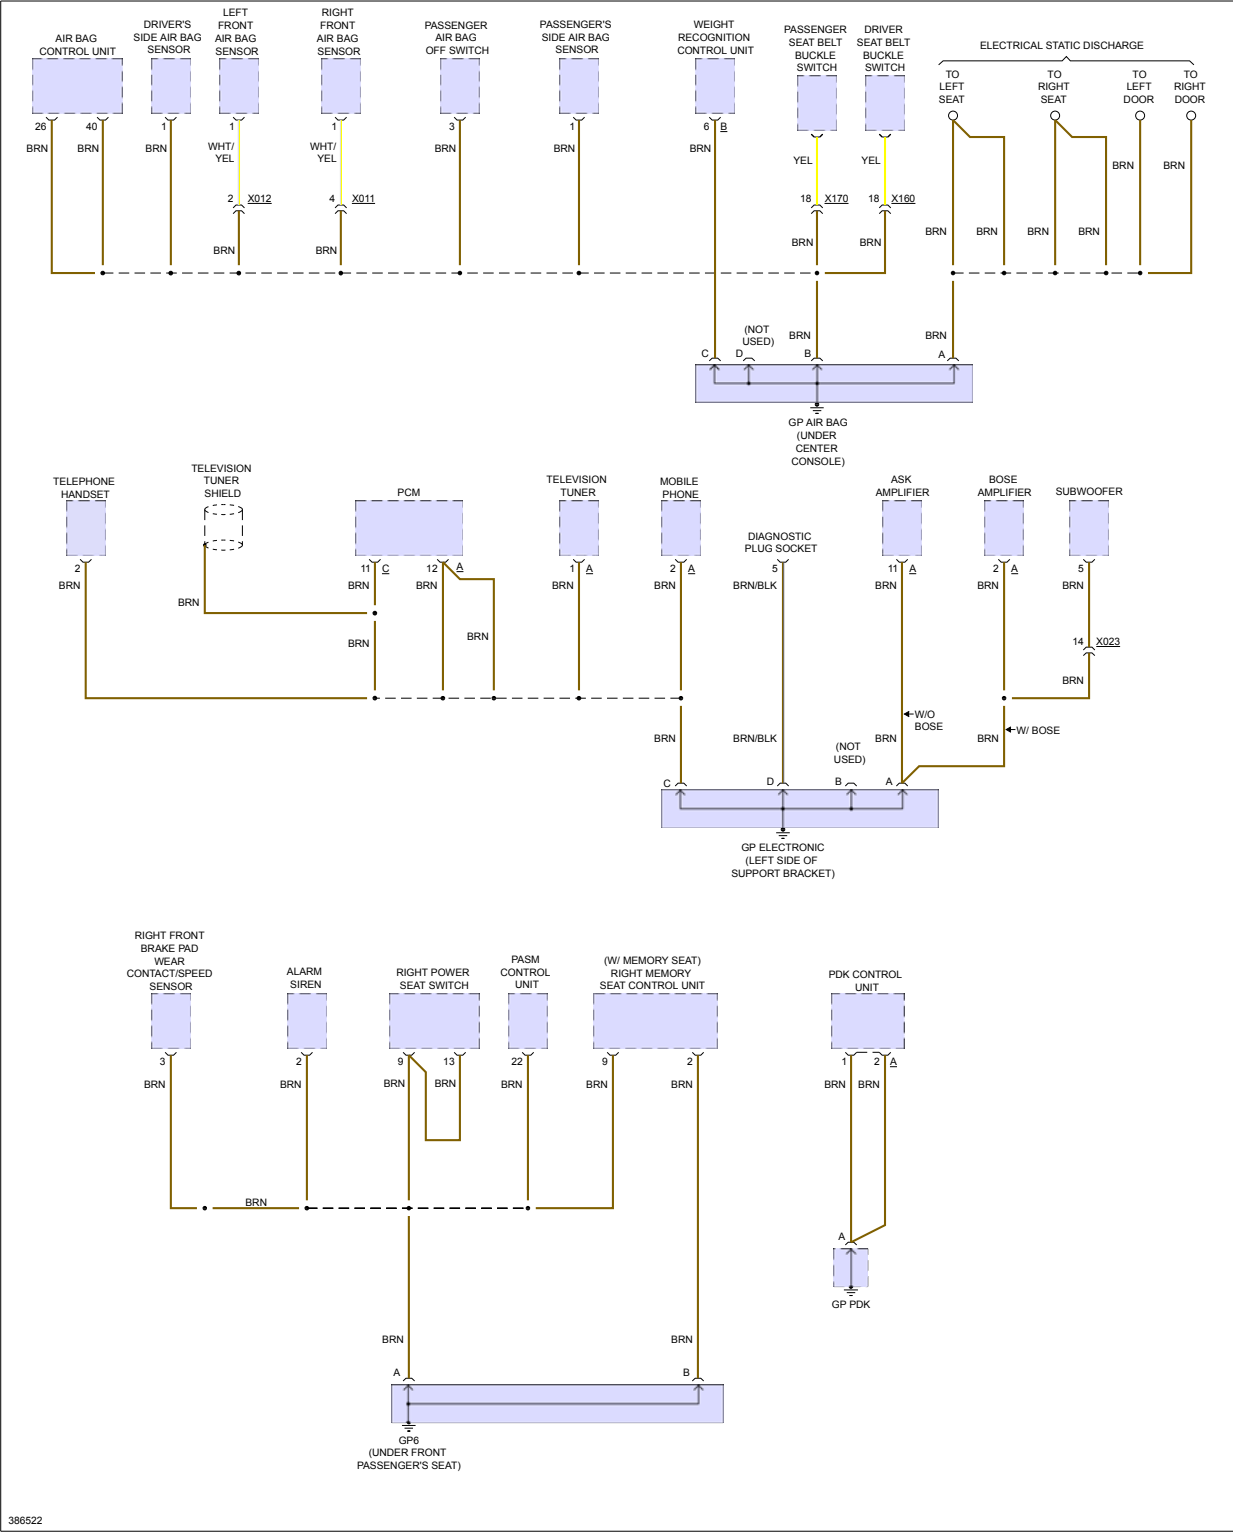 AIR BAG
CONTROL UNIT
DRIVER'S
SIDE AIR BAG
SENSOR
LEFT
FRONT
AIR BAG
SENSOR
RIGHT
FRONT
AIR BAG
SENSOR
PASSENGER
AIR BAG
OFF SWITCH
PASSENGER'S
SIDE AIR BAG
SENSOR
WEIGHT
RECOGNITION
CONTROL UNIT
PASSENGER
SEAT BELT
BUCKLE
SWITCH
DRIVER
SEAT BELT
BUCKLE
SWITCH
ELECTRICAL STATIC DISCHARGE
TO
LEFT
SEAT
TO
RIGHT
SEAT
TO
LEFT
DOOR
TO
RIGHT
DOOR
26 40 1 1 1 3 1 6 B
BRN BRN BRN WHT/
YEL
WHT/
YEL
BRN BRN BRN YEL YEL BRN BRN
2 X012 4 X011 18 X170 18 X160
BRN BRN BRN BRN BRN BRN BRN BRN
(NOT
USED)
BRN BRN
C D B A
GP AIR BAG
(UNDER
CENTER
CONSOLE)
TELEPHONE
HANDSET
TELEVISION
TUNER
SHIELD
PCM
TELEVISION
TUNER
MOBILE
PHONE
DIAGNOSTIC
PLUG SOCKET
ASK
AMPLIFIER
BOSE
AMPLIFIER
SUBWOOFER
2 11 C 12 A 1 A 2 A 5 11 A 2 A 5
BRN BRN BRN BRN BRN BRN/BLK BRN BRN BRN
BRN
BRN BRN 14 X023
BRN
W/O
BOSE
W/ BOSE
BRN BRN/BLK (NOT
USED)
BRN BRN
C D B A
GP ELECTRONIC
(LEFT SIDE OF
SUPPORT BRACKET)
RIGHT FRONT
BRAKE PAD
WEAR
CONTACT/SPEED
SENSOR
ALARM
SIREN
RIGHT POWER
SEAT SWITCH
PASM
CONTROL
UNIT
(W/ MEMORY SEAT)
RIGHT MEMORY
SEAT CONTROL UNIT
PDK CONTROL
UNIT
3 2 9 13 22 9 2 1 2 A
BRN BRN BRN BRN BRN BRN BRN BRN BRN
BRN
A
GP PDK
BRN BRN
A B
GP6
(UNDER FRONT
PASSENGER'S SEAT)
386522